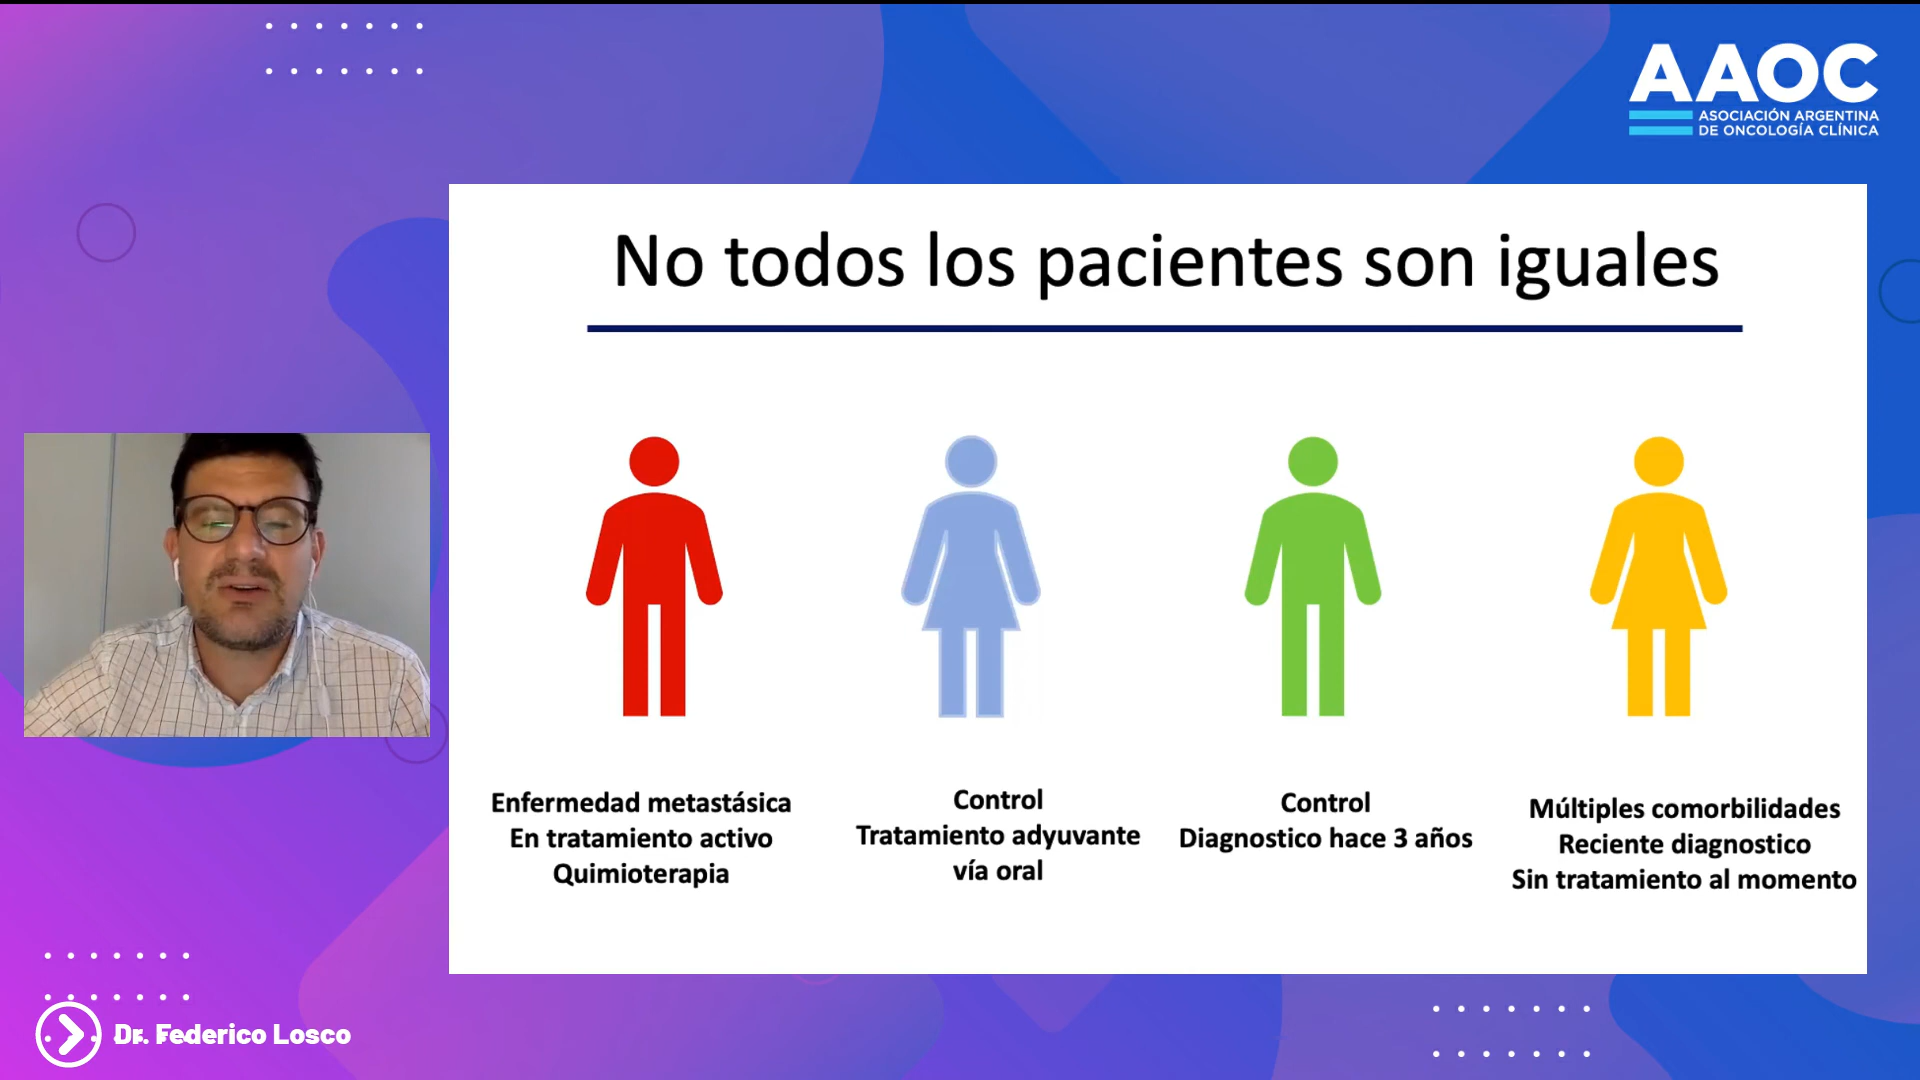 AAOC
ASOCIACIÓN ARGENTINA
DE ONCOLOGÍA CLÍNICA
No todos los pacientes son iguales
Enfermedad metastásica
En tratamiento activo
Quimioterapia
Control
Tratamiento adyuvante
vía oral
Control
Diagnostico hace 3 años
Múltiples comorbilidades
Reciente diagnostico
Sin tratamiento al momento
Dr. Federico Losco